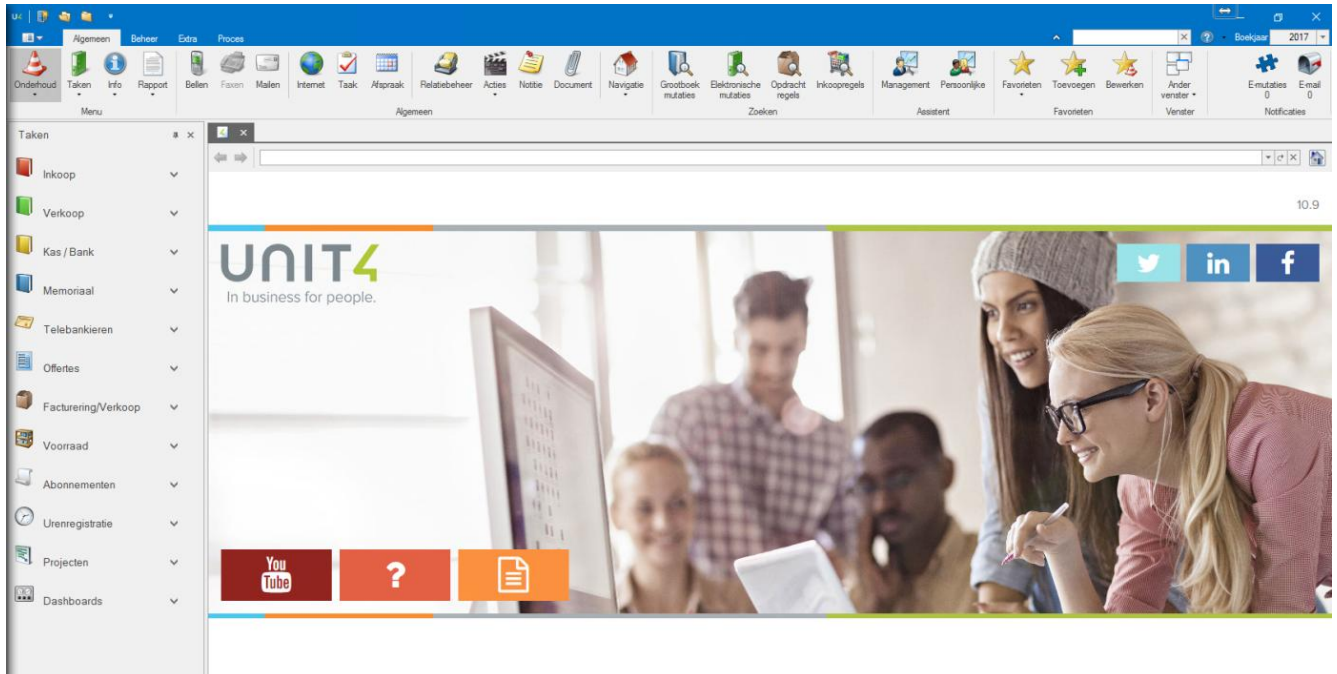 U4
Algemeen Beheer Extra Proces
Boekjaar 2017
Onderhoud Taken Info Rapport Bellen Faxen Mailen Internet Taak Afspraak Relatiebeheer Acties Notitie Document Navigatie Grootboek mutaties Elektronische mutaties Opdracht regels Inkoopregels Management Persoonlijke Favorieten Toevoegen Bewerken Ander venster E-mutaties 0 E-mail 0
Menu Algemeen Zoeken Assistent Favorieten Venster Notificaties
Taken
Inkoop
Verkoop
Kas / Bank
Memoriaal
Telebankieren
Offertes
Facturering/Verkoop
Voorraad
Abonnementen
Urenregistratie
Projecten
Dashboards
10.9
UNIT4
In business for people.
in f
You
Tube
?